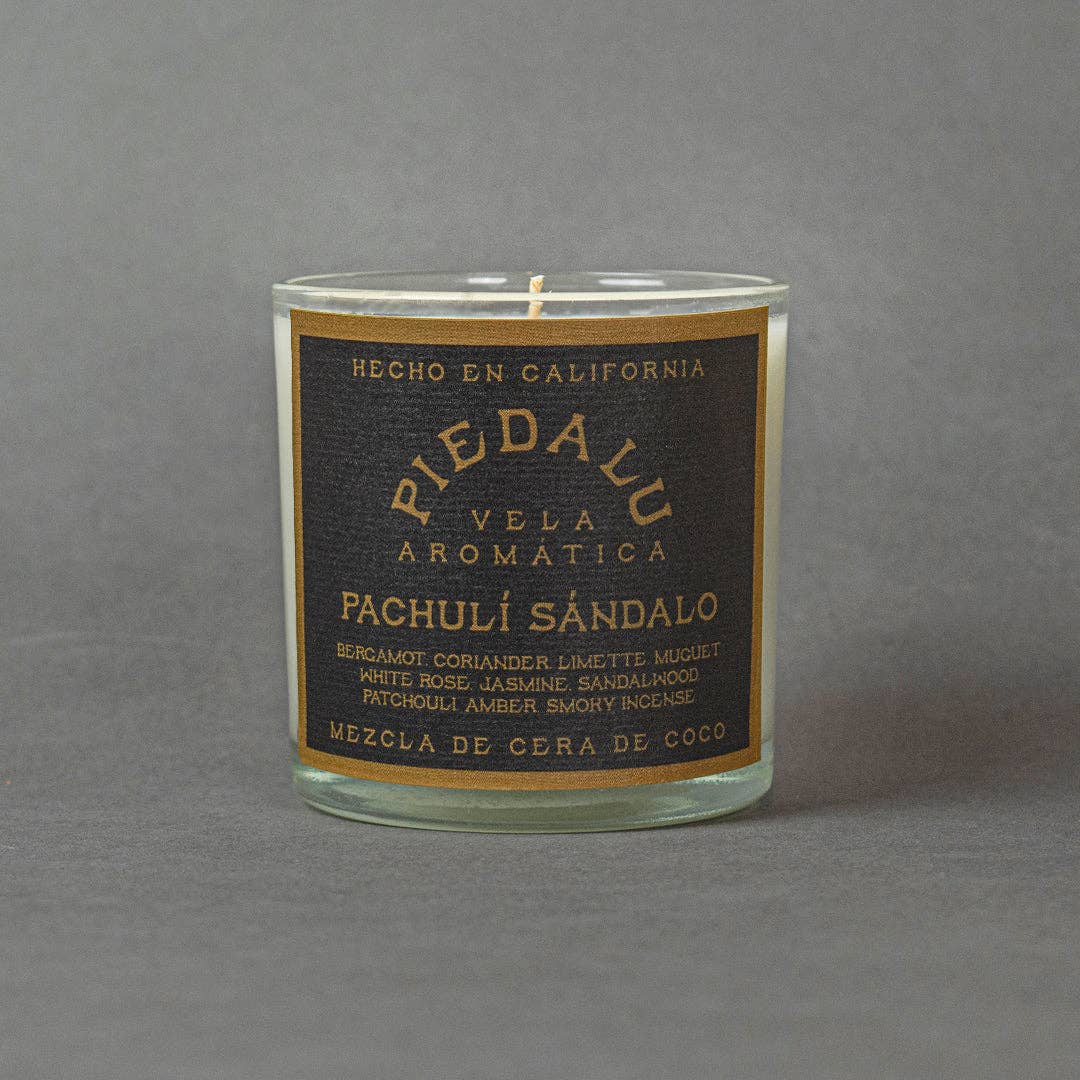 HECHO EN CALIFORNIA
PIEDALU
VELA
AROMÁTICA
PACHULÍ SÁNDALO
BERGAMOT. CORIANDER. LIMETTE. MUGUET
WHITE ROSE. JASMINE. SANDALWOOD.
PATCHOULI AMBER SMORY INCENSE
MEZCLA DE CERA DE COCO